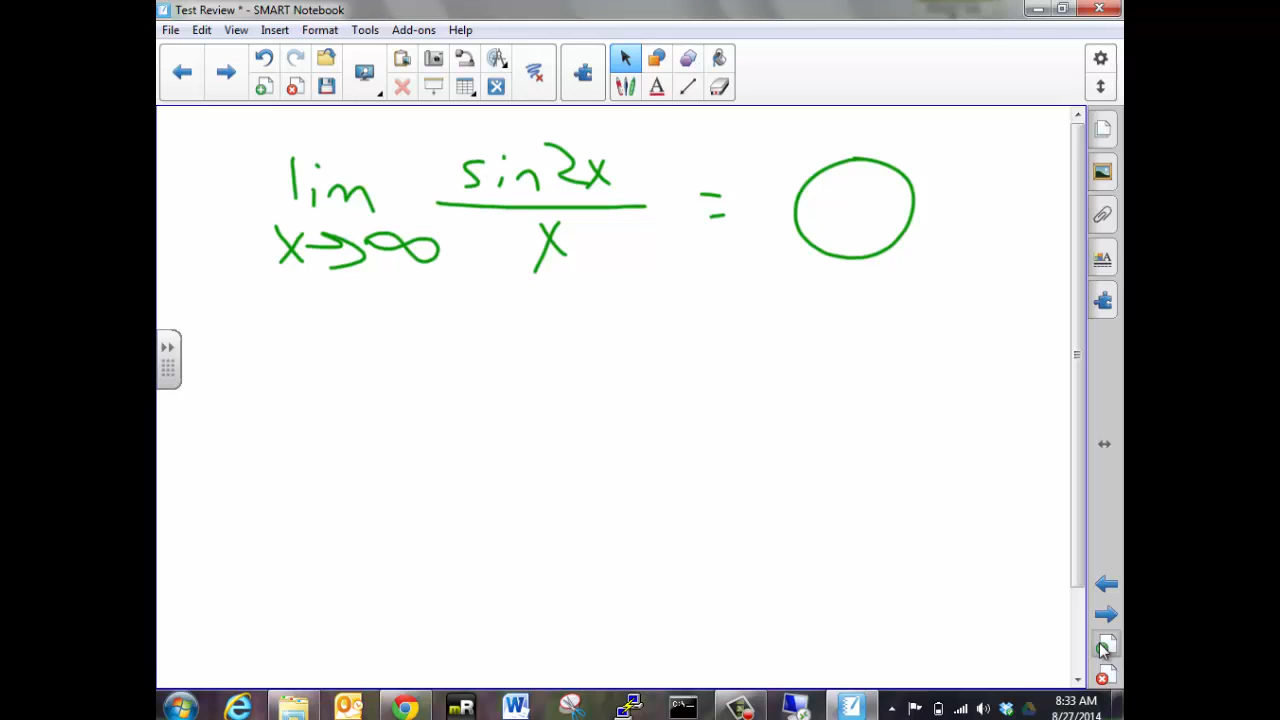 Test Review * - SMART Notebook
File Edit View Insert Format Tools Add-ons Help
lim sin2x
x→∞ x = 0
8:33 AM
8/27/2014